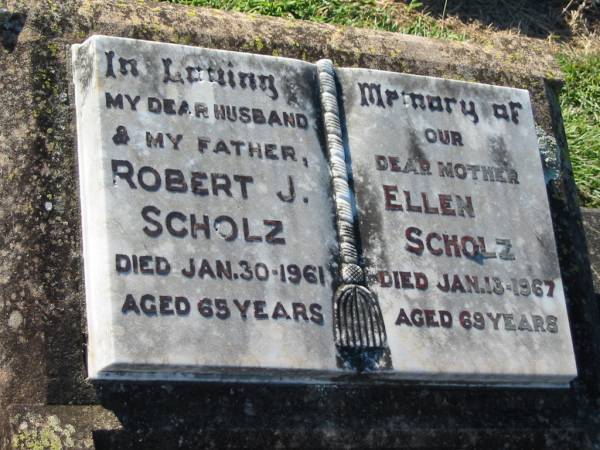 In Loving
MY DEAR HUSBAND
& MY FATHER,
ROBERT J.
SCHOLZ
DIED JAN. 30-1961
AGED 65 YEARS
Memory of
OUR
DEAR MOTHER
ELLEN
SCHOLZ
DIED JAN. 13-1967
AGED 69 YEARS